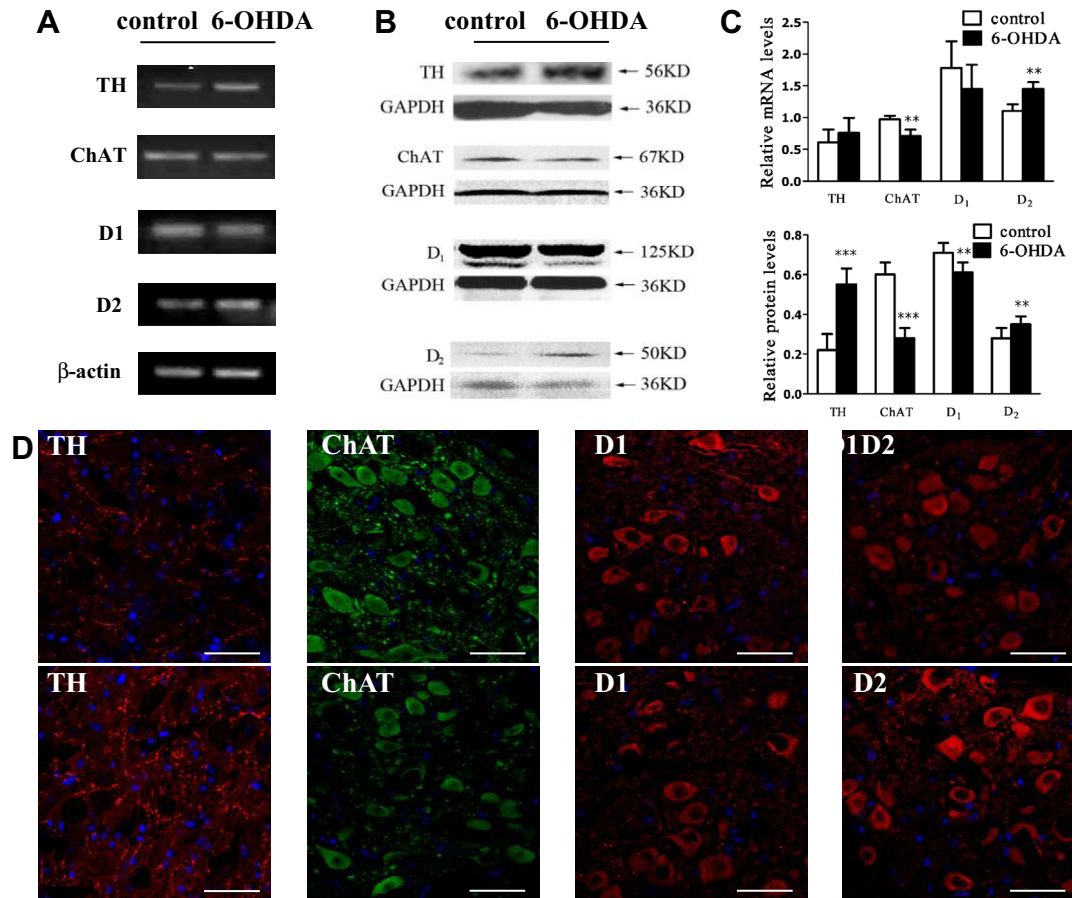 A
control 6-OHDA
TH
ChAT
D1
D2
β-actin
B
control 6-OHDA
TH
56KD
GAPDH
36KD
ChAT
67KD
GAPDH
36KD
D₁
125KD
GAPDH
36KD
D₂
50KD
GAPDH
36KD
C
control
6-OHDA
Relative mRNA levels
2.5
2.0
1.5
1.0
0.5
0.0
**
**
TH
ChAT
D₁
D₂
control
6-OHDA
Relative protein levels
0.8
0.6
0.4
0.2
0.0
***
***
**
**
TH
ChAT
D₁
D₂
D
TH
ChAT
D1
D2
TH
ChAT
D1
D2